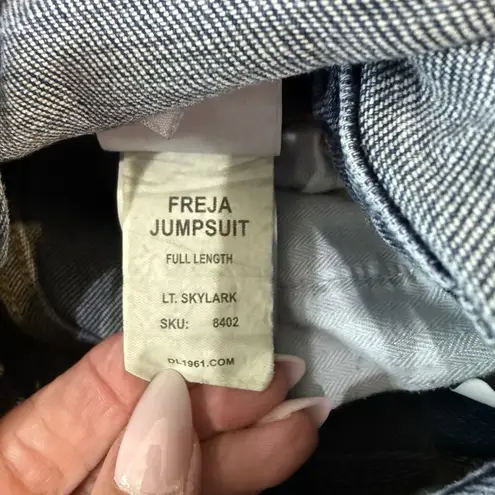 FREJA
JUMPSUIT
FULL LENGTH
LT. SKYLARK
SKU: 8402
DL1961.COM